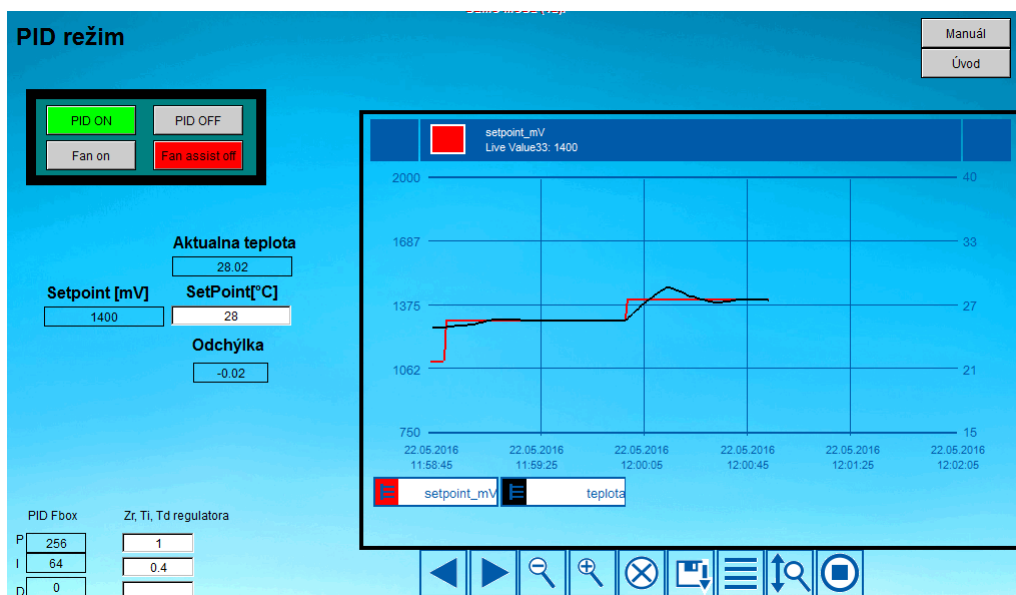 PID režim
Manuál
Úvod
PID ON
PID OFF
Fan on
Fan assist off
setpoint_mV
Live Value33: 1400
2000
40
1687
33
1375
27
1062
21
750
15
22.05.2016
11:58:45
22.05.2016
11:59:25
22.05.2016
12:00:05
22.05.2016
12:00:45
22.05.2016
12:01:25
22.05.2016
12:02:05
setpoint_mV
teplota
Aktualna teplota
28.02
Setpoint [mV]
SetPoint[°C]
1400
28
Odchýlka
-0.02
PID Fbox
Zr, Ti, Td regulatora
P
256
1
I
64
0.4
D
0